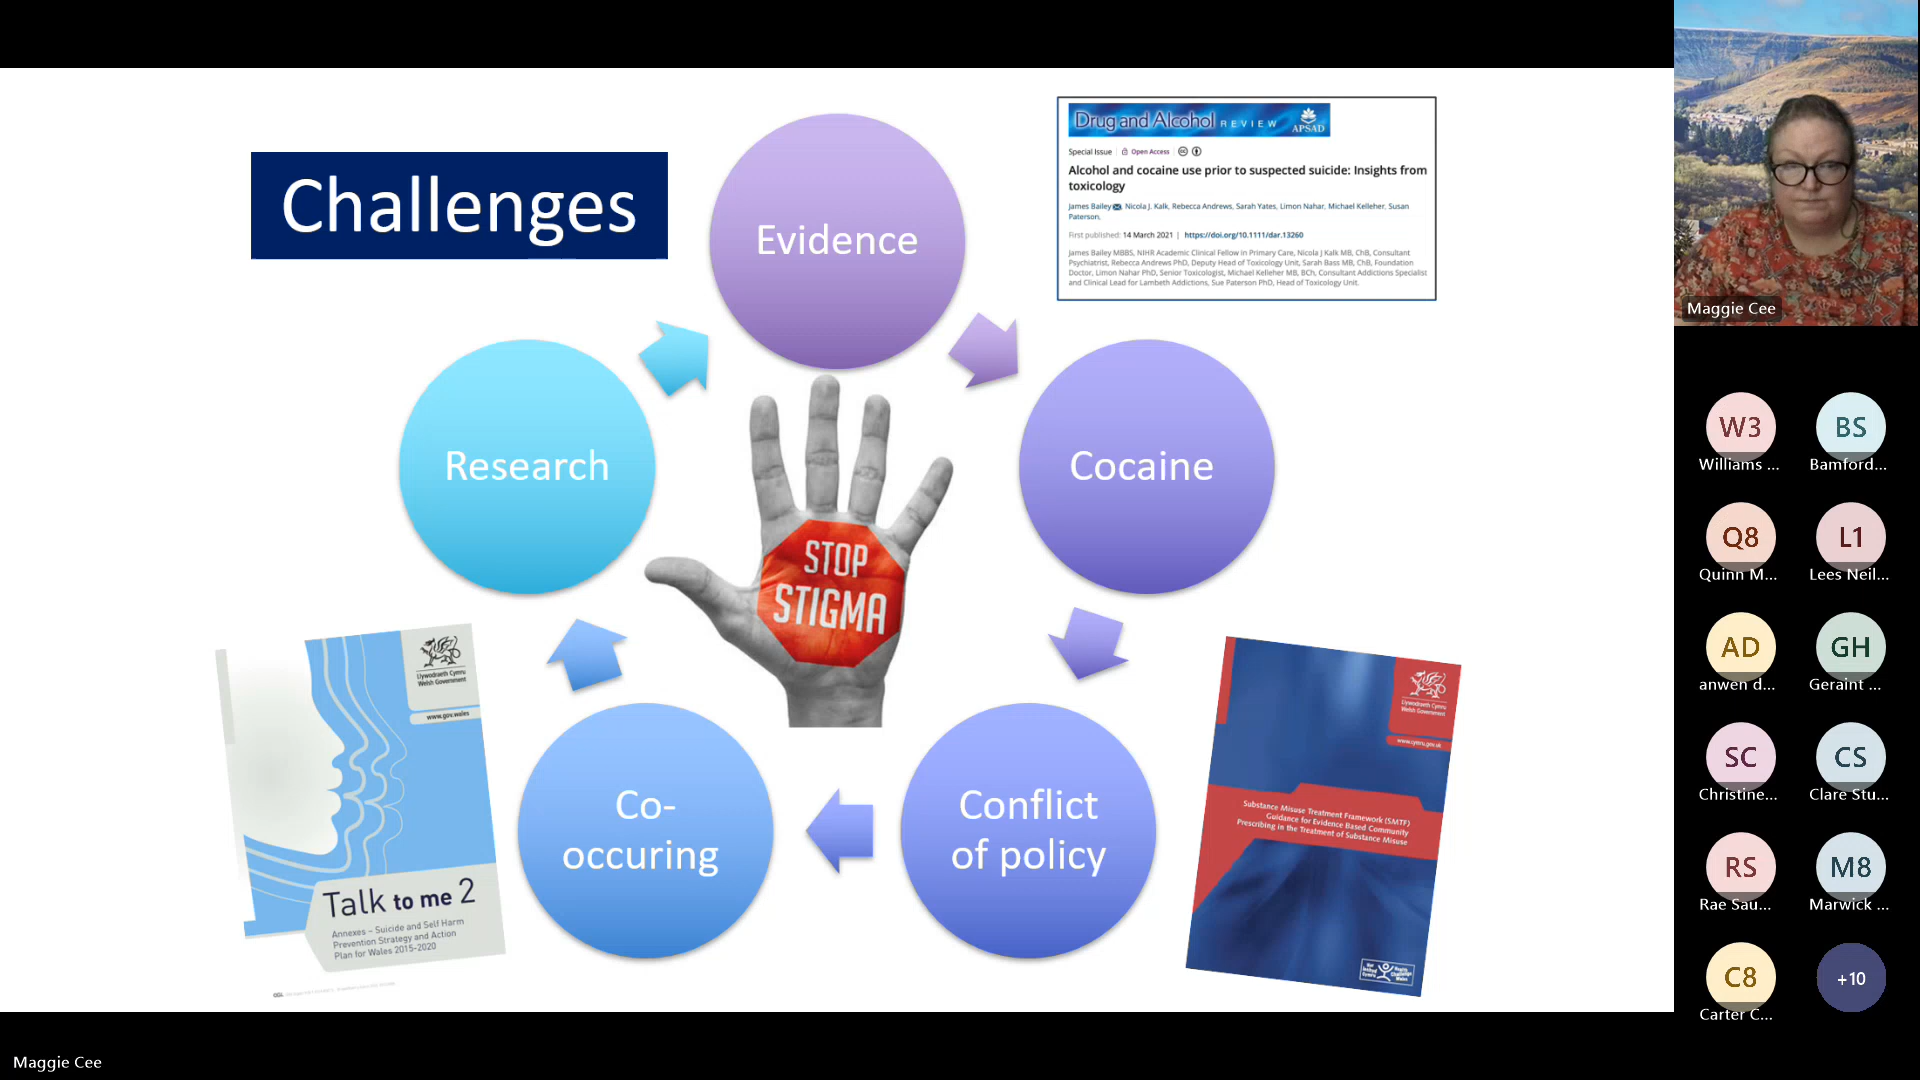 Challenges
Evidence
Cocaine
Conflict
of policy
Co-
occuring
Research
STOP
STIGMA
Drug and Alcohol REVIEW
APSAD
Special Issue | Open Access |
Alcohol and cocaine use prior to suspected suicide: Insights from
toxicology
James Bailey, Nicola J. Kalk, Rebecca Andrews, Sarah Yates, Limon Nahar, Michael Kelleher, Susan
Paterson,
First published: 14 March 2021 | https://doi.org/10.1111/dar.13260
James Bailey MBBS, NIHR Academic Clinical Fellow in Primary Care, Nicola J Kalk MB, ChB, Consultant
Psychiatrist, Rebecca Andrews PhD, Deputy Head of Toxicology Unit, Sarah Bass MB, ChB, Foundation
Doctor, Limon Nahar PhD, Senior Toxicologist, Michael Kelleher MB, BCh, Consultant Addictions Specialist
and Clinical Lead for Lambeth Addictions, Sue Paterson PhD, Head of Toxicology Unit.
Llywodraeth Cymru
Welsh Government
www.gov.wales
Talk to me 2
Annexes – Suicide and Self Harm
Prevention Strategy and Action
Plan for Wales 2015-2020
OGL
Llywodraeth Cymru
Welsh Government
www.cymru.gov.uk
Substance Misuse Treatment Framework (SMTF)
Guidance for Evidence Based Community
Prescribing in the Treatment of Substance Misuse
Maggie Cee
W3
Williams ...
BS
Bamford...
Q8
Quinn M...
L1
Lees Neil...
AD
anwen d...
GH
Geraint ...
SC
Christine...
CS
Clare Stu...
RS
Rae Sau...
M8
Marwick ...
C8
Carter C...
+10
Maggie Cee